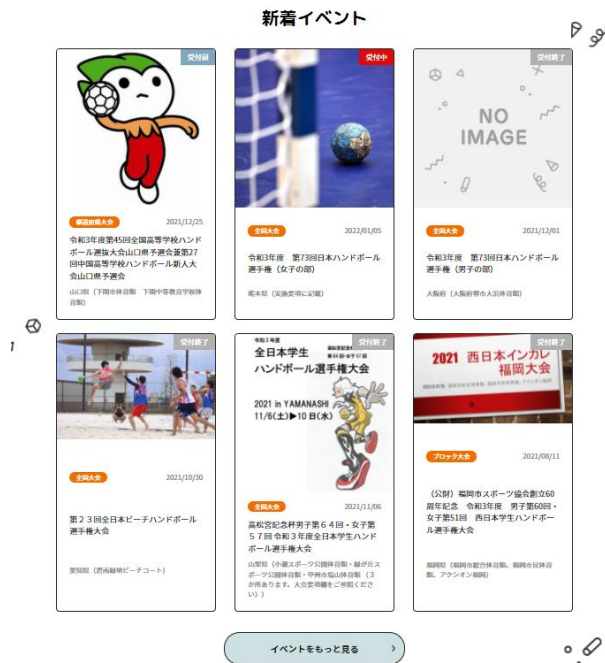 新着イベント
受付前
都道府県大会
2021/12/25
令和3年度第45回全国高等学校ハンド
ボール選抜大会山口県予選会兼第27
回中国高等学校ハンドボール新人大
会山口県予選会
山口県（下関市体育館　下関中等教育学校体
育館）
受付中
全国大会
2022/01/05
令和3年度　第73回日本ハンドボール
選手権（女子の部）
熊本県（実施要項に記載）
受付終了
NO
IMAGE
全国大会
2021/12/01
令和3年度　第73回日本ハンドボール
選手権（男子の部）
大阪府（大阪府堺市大浜体育館）
受付終了
全国大会
2021/10/30
第２３回全日本ビーチハンドボール
選手権大会
愛知県（碧南緑地ビーチコート）
受付終了
令和３年度
全日本学生
ハンドボール選手権大会
2021 in YAMANASHI
11/6(土)▶10日(水)
全国大会
2021/11/06
高松宮記念杯男子第６４回・女子第
５７回 令和３年度全日本学生ハンド
ボール選手権大会
山梨県（小瀬スポーツ公園体育館・緑が丘ス
ポーツ公園体育館・甲州市塩山体育館（３
か所あります。大会要項欄をご参照くださ
い））
受付終了
2021 西日本インカレ
福岡大会
ブロック大会
2021/08/11
（公財）福岡市スポーツ協会創立60
周年記念　令和3年度　男子第60回・
女子第51回　西日本学生ハンドボー
ル選手権大会
福岡県（福岡市総合体育館、福岡市民体育
館、アクシオン福岡）
イベントをもっと見る